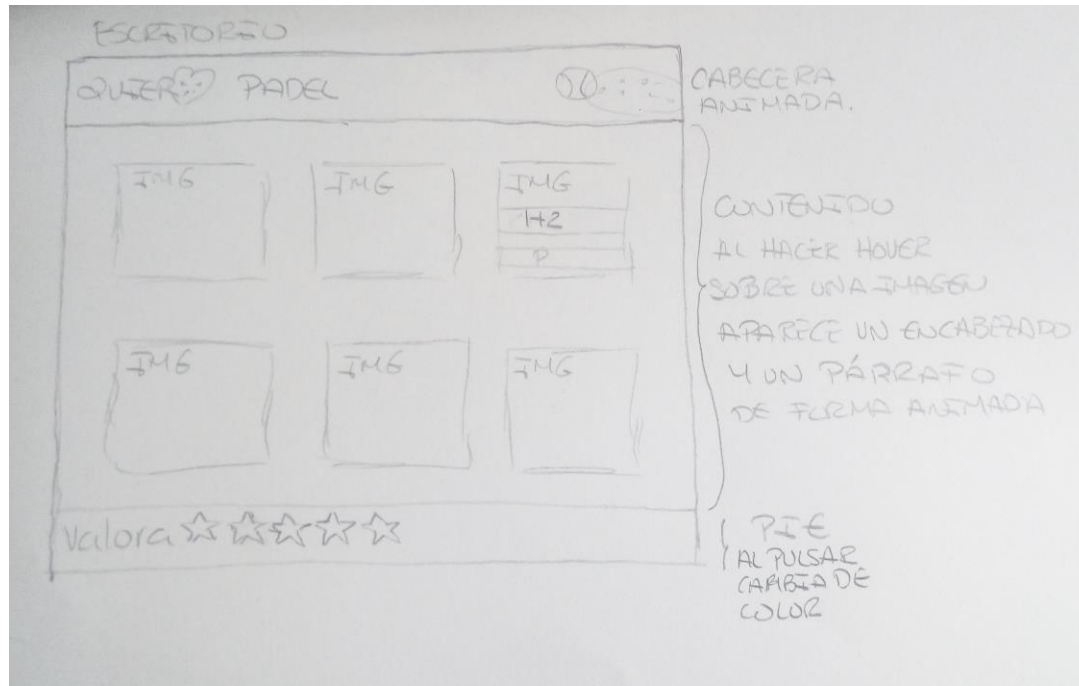 ESCRITORIO
QUIERO PADEL
CABECERA
ANIMADA.
IMG
IMG
IMG
H2
P
CONTENIDO
AL HACER HOVER
SOBRE UNA IMAGEN
APARECE UN ENCABEZADO
Y UN PÁRRAFO
DE FORMA ANIMADA
IMG
IMG
IMG
Valora
PIE
AL PULSAR
CAMBIA DE
COLOR